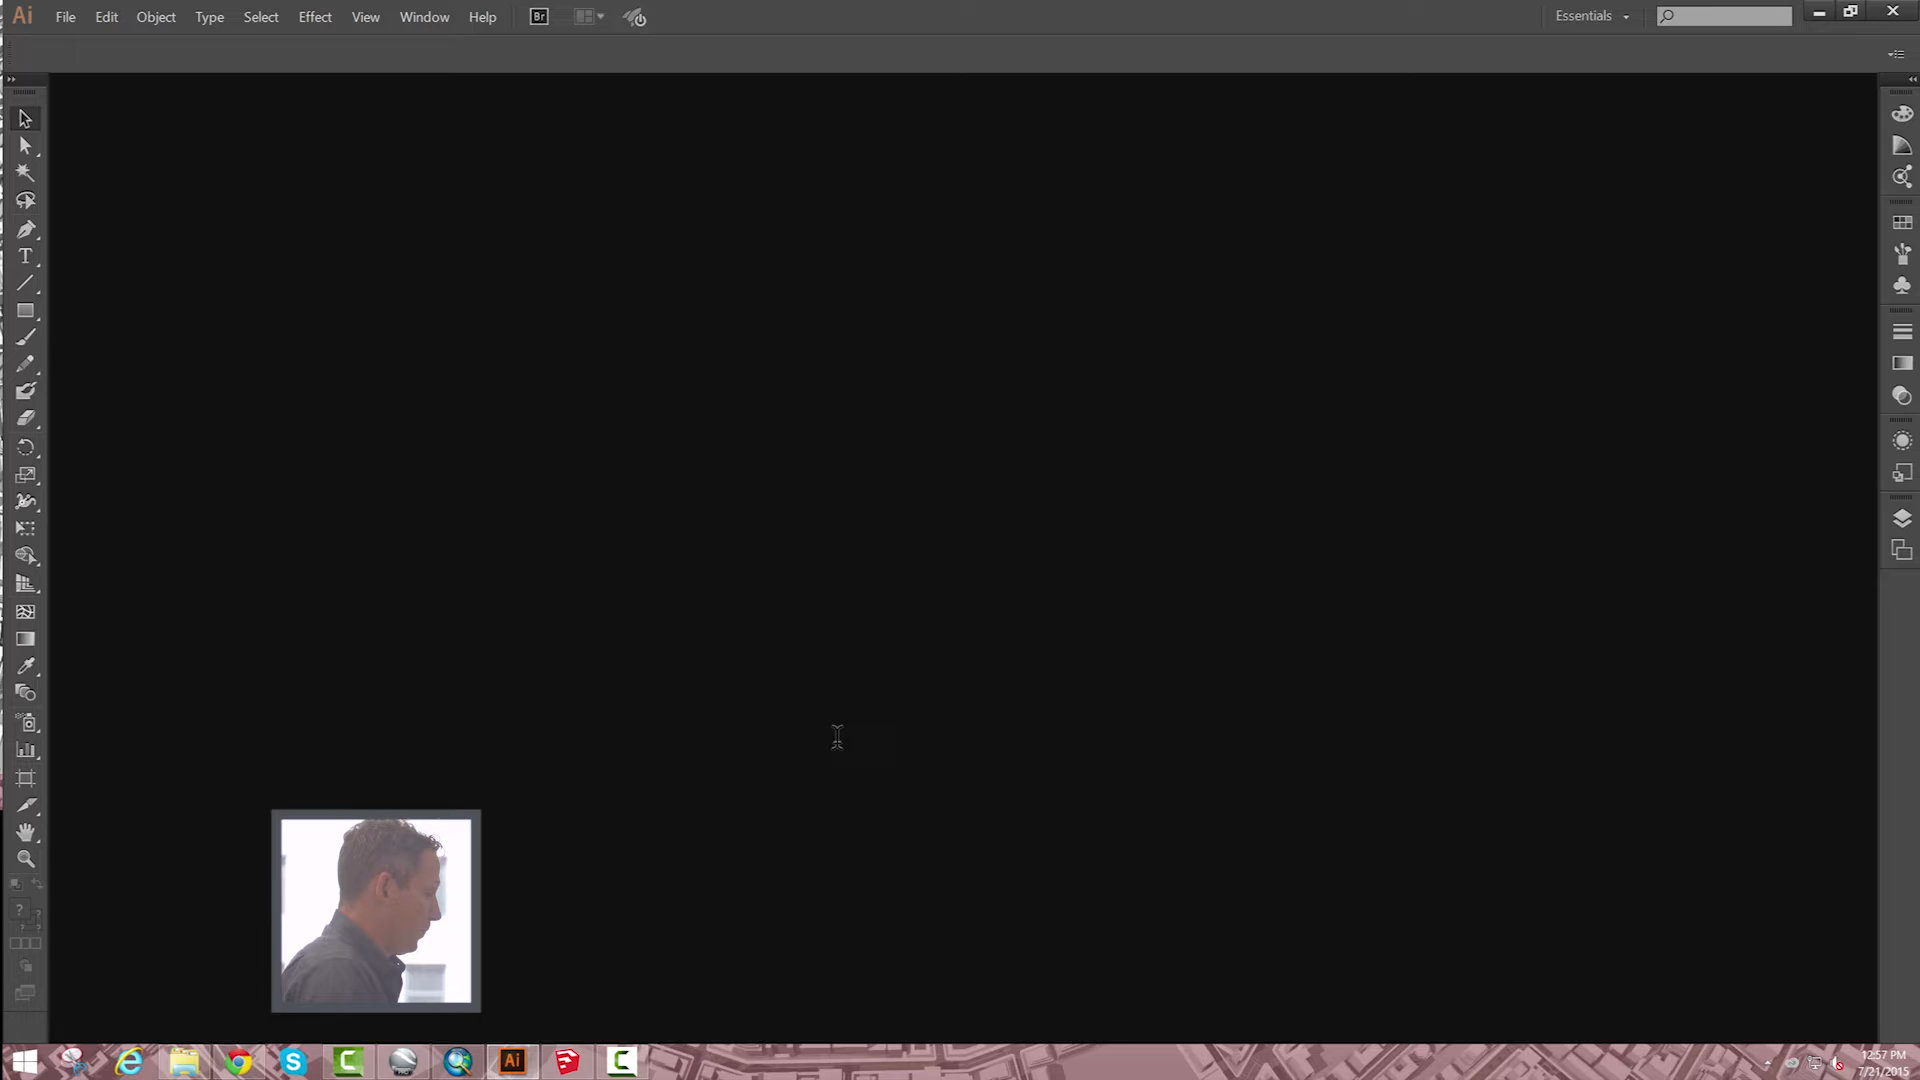 Ai File Edit Object Type Select Effect View Window Help Br Essentials
T
12:57 PM
7/21/2015
Ai